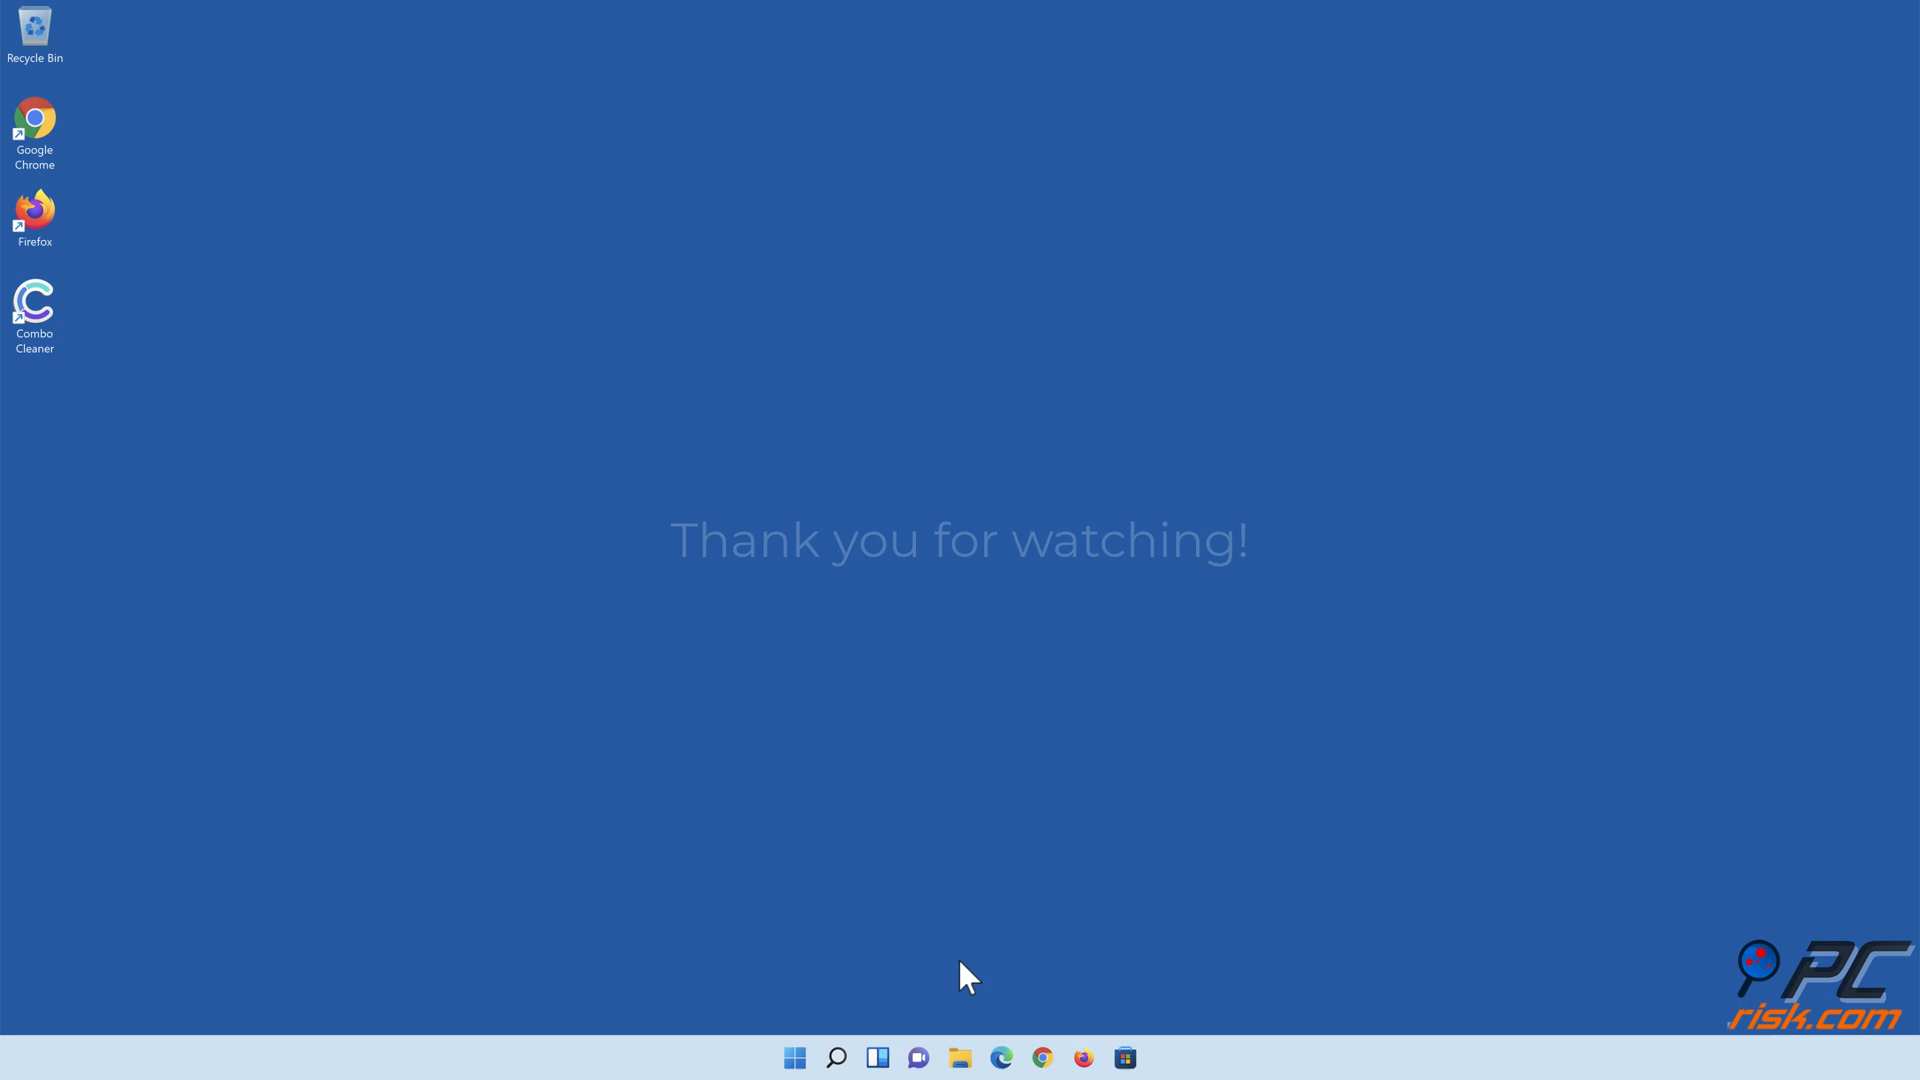 Recycle Bin
Google
Chrome
Firefox
Combo
Cleaner
Thank you for watching!
PC
risk.com